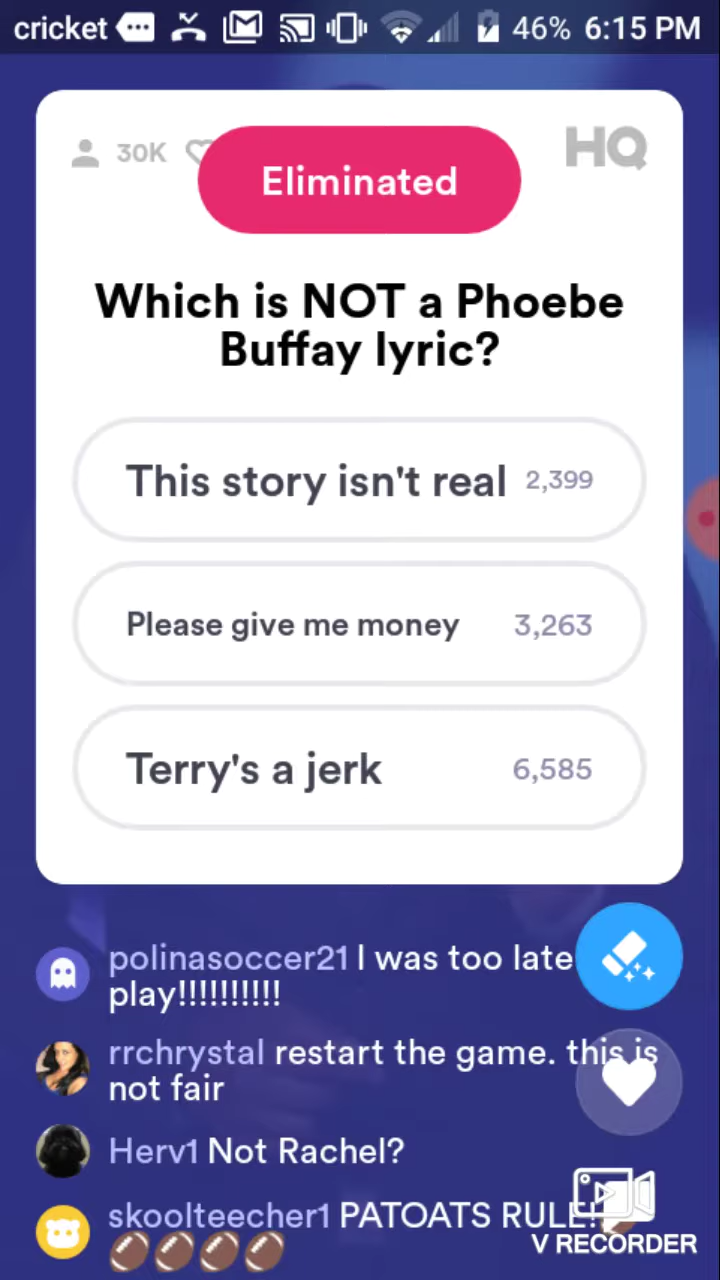 cricket 46% 6:15 PM
30K Eliminated HQ
Which is NOT a Phoebe
Buffay lyric?
This story isn't real 2,399
Please give me money 3,263
Terry's a jerk 6,585
polinasoccer21 I was too late
play!!!!!!!!!!
rrchrystal restart the game. this is
not fair
Herv1 Not Rachel?
skoolteecher1 PATOATS RULE!
V RECORDER